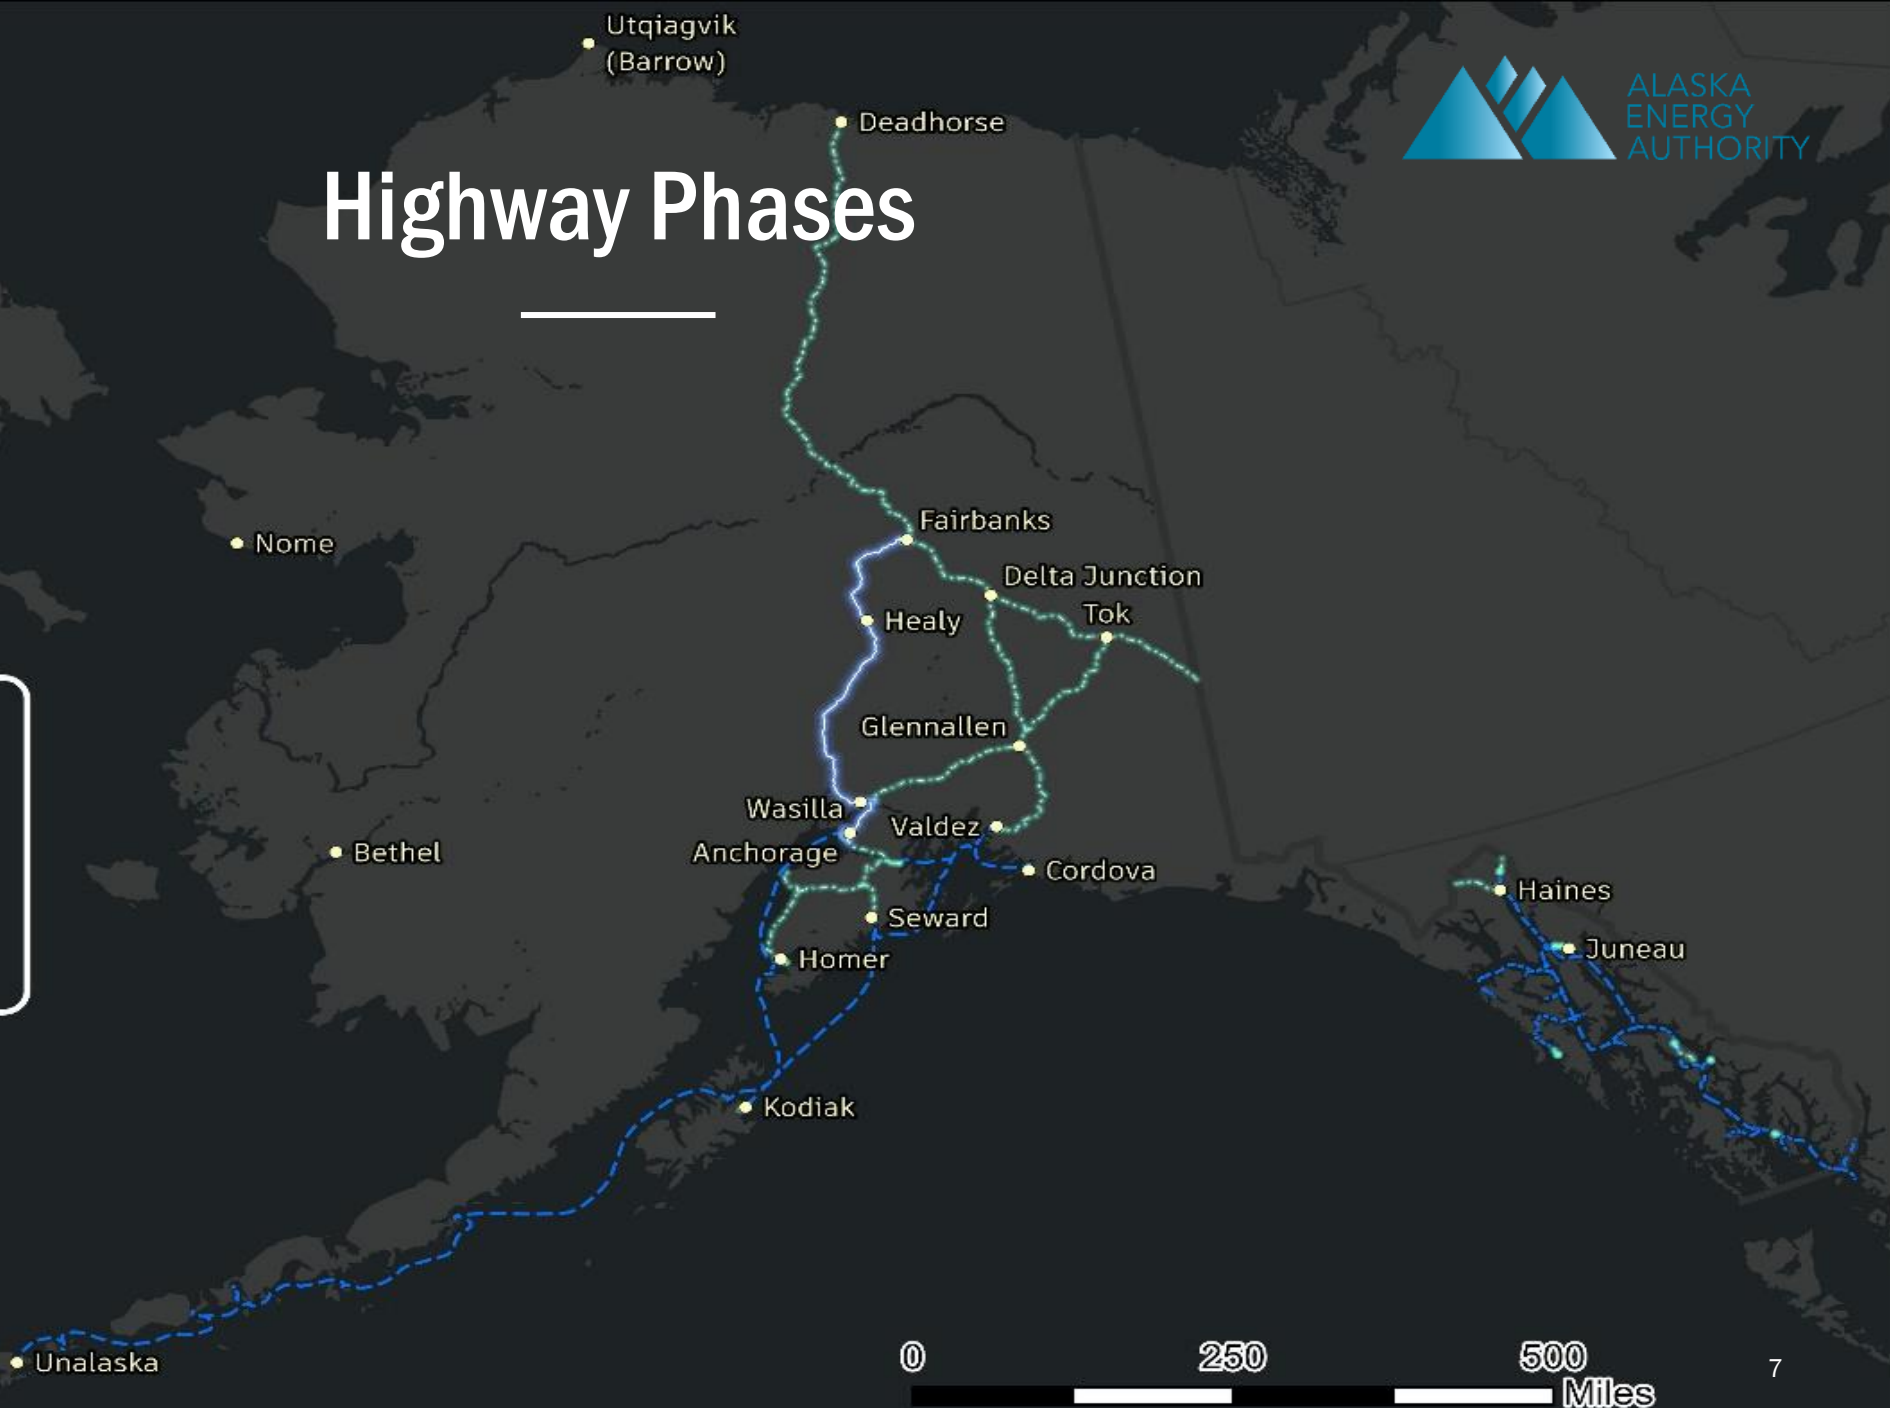 Utqiagvik
(Barrow)
ALASKA
ENERGY
AUTHORITY
Deadhorse
Highway Phases
Fairbanks
Nome
Delta Junction
Tok
Healy
Glennallen
Wasilla
Valdez
Anchorage
Bethel
Cordova
Haines
Seward
Juneau
Homer
Kodiak
Unalaska
0 250 500
Miles
7